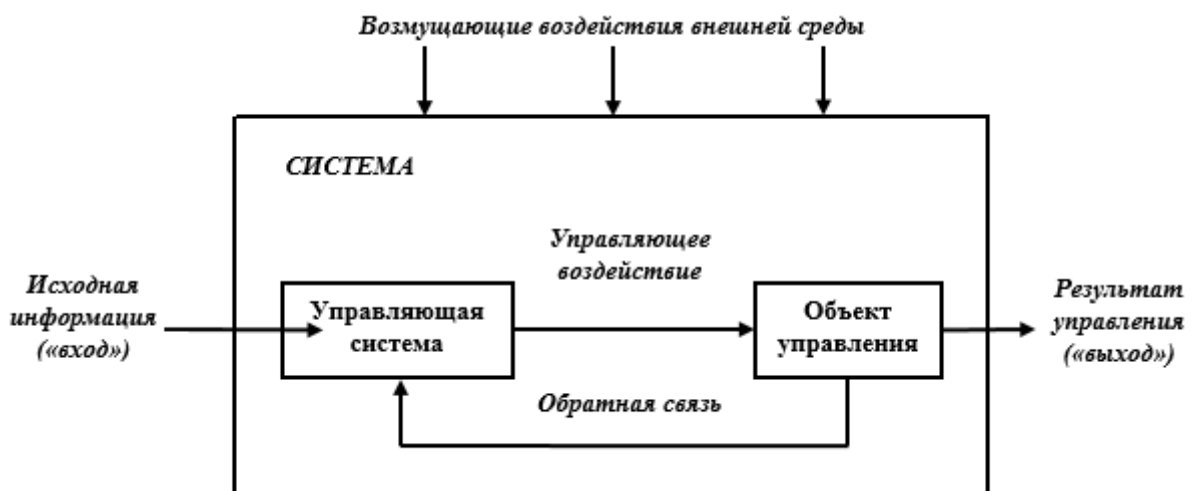 Возмущающие воздействия внешней среды
СИСТЕМА
Управляющее
воздействие
Исходная
информация
(«вход»)
Управляющая
система
Объект
управления
Результат
управления
(«выход»)
Обратная связь